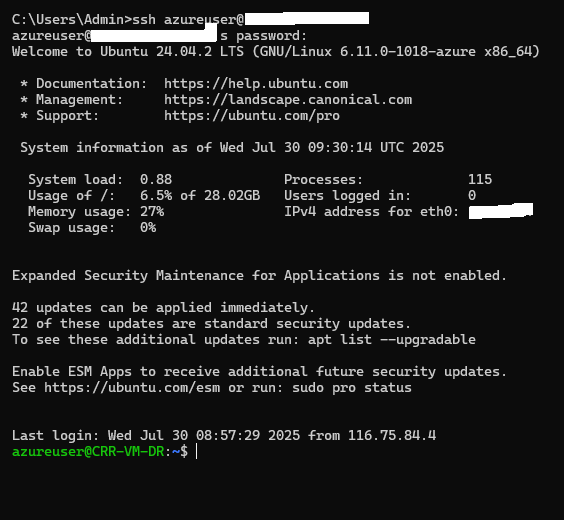 C:\Users\Admin>ssh azureuser@
azureuser@ s password:
Welcome to Ubuntu 24.04.2 LTS (GNU/Linux 6.11.0-1018-azure x86_64)
* Documentation: https://help.ubuntu.com
* Management: https://landscape.canonical.com
* Support: https://ubuntu.com/pro
System information as of Wed Jul 30 09:30:14 UTC 2025
System load: 0.88 Processes: 115
Usage of /: 6.5% of 28.02GB Users logged in: 0
Memory usage: 27% IPv4 address for eth0:
Swap usage: 0%
Expanded Security Maintenance for Applications is not enabled.
42 updates can be applied immediately.
22 of these updates are standard security updates.
To see these additional updates run: apt list --upgradable
Enable ESM Apps to receive additional future security updates.
See https://ubuntu.com/esm or run: sudo pro status
Last login: Wed Jul 30 08:57:29 2025 from 116.75.84.4
azureuser@CRR-VM-DR:~$